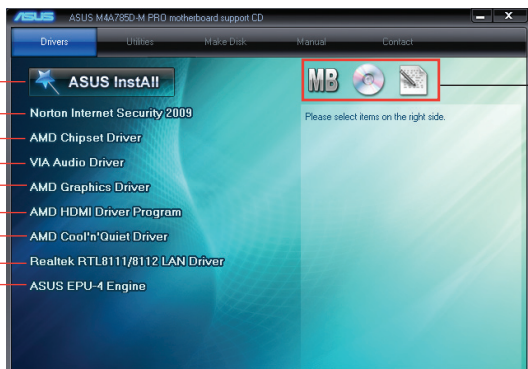 ASUS ASUS M4A785D-M PRO motherboard support CD
Drivers Utilities Make Disk Manual Contact
ASUS InstAll
MB
Norton Internet Security 2009
Please select items on the right side.
AMD Chipset Driver
VIA Audio Driver
AMD Graphics Driver
AMD HDMI Driver Program
AMD Cool'n'Quiet Driver
Realtek RTL8111/8112 LAN Driver
ASUS EPU-4 Engine